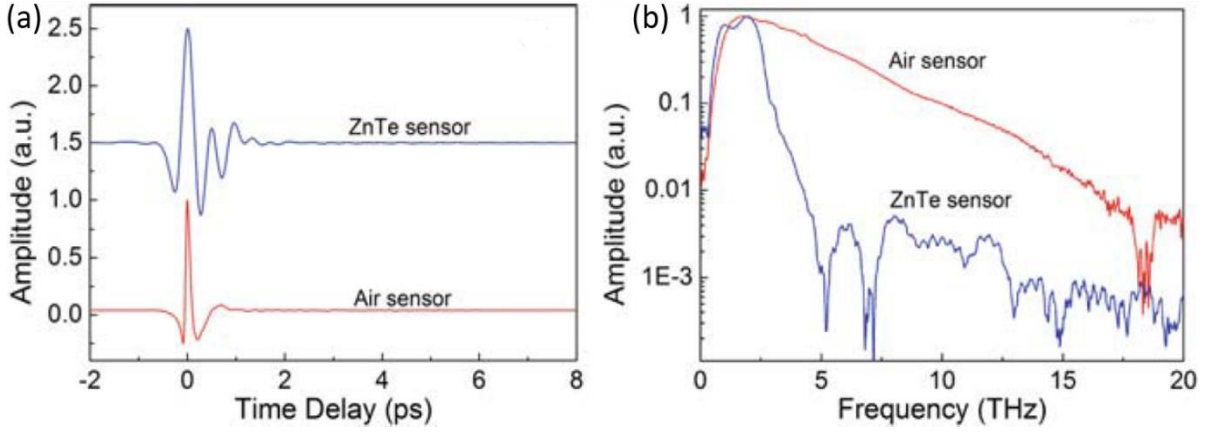 (a)
Amplitude (a.u.)
2.5
2.0
1.5
1.0
0.5
0.0
ZnTe sensor
Air sensor
-2
0
2
4
6
8
Time Delay (ps)
(b)
Amplitude (a.u.)
1
0.1
0.01
1E-3
Air sensor
ZnTe sensor
0
5
10
15
20
Frequency (THz)